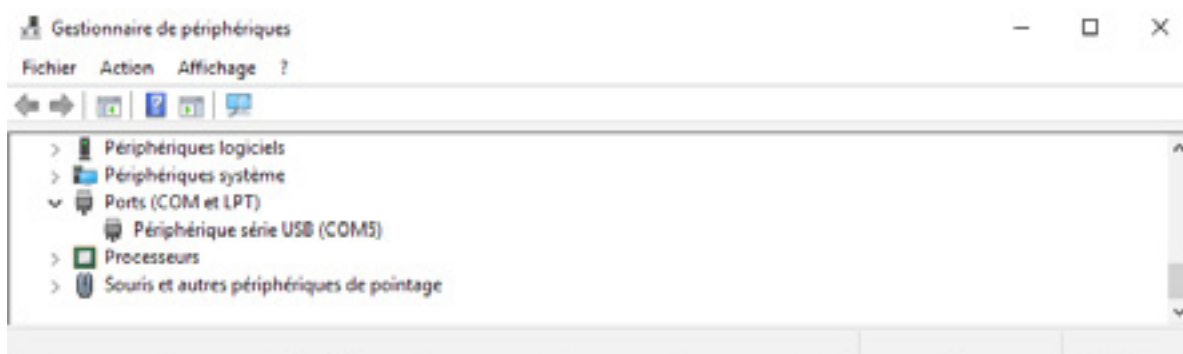 Gestionnaire de périphériques
Fichier Action Affichage ?
Périphériques logiciels
Périphériques système
Ports (COM et LPT)
Périphérique série USB (COM5)
Processeurs
Souris et autres périphériques de pointage